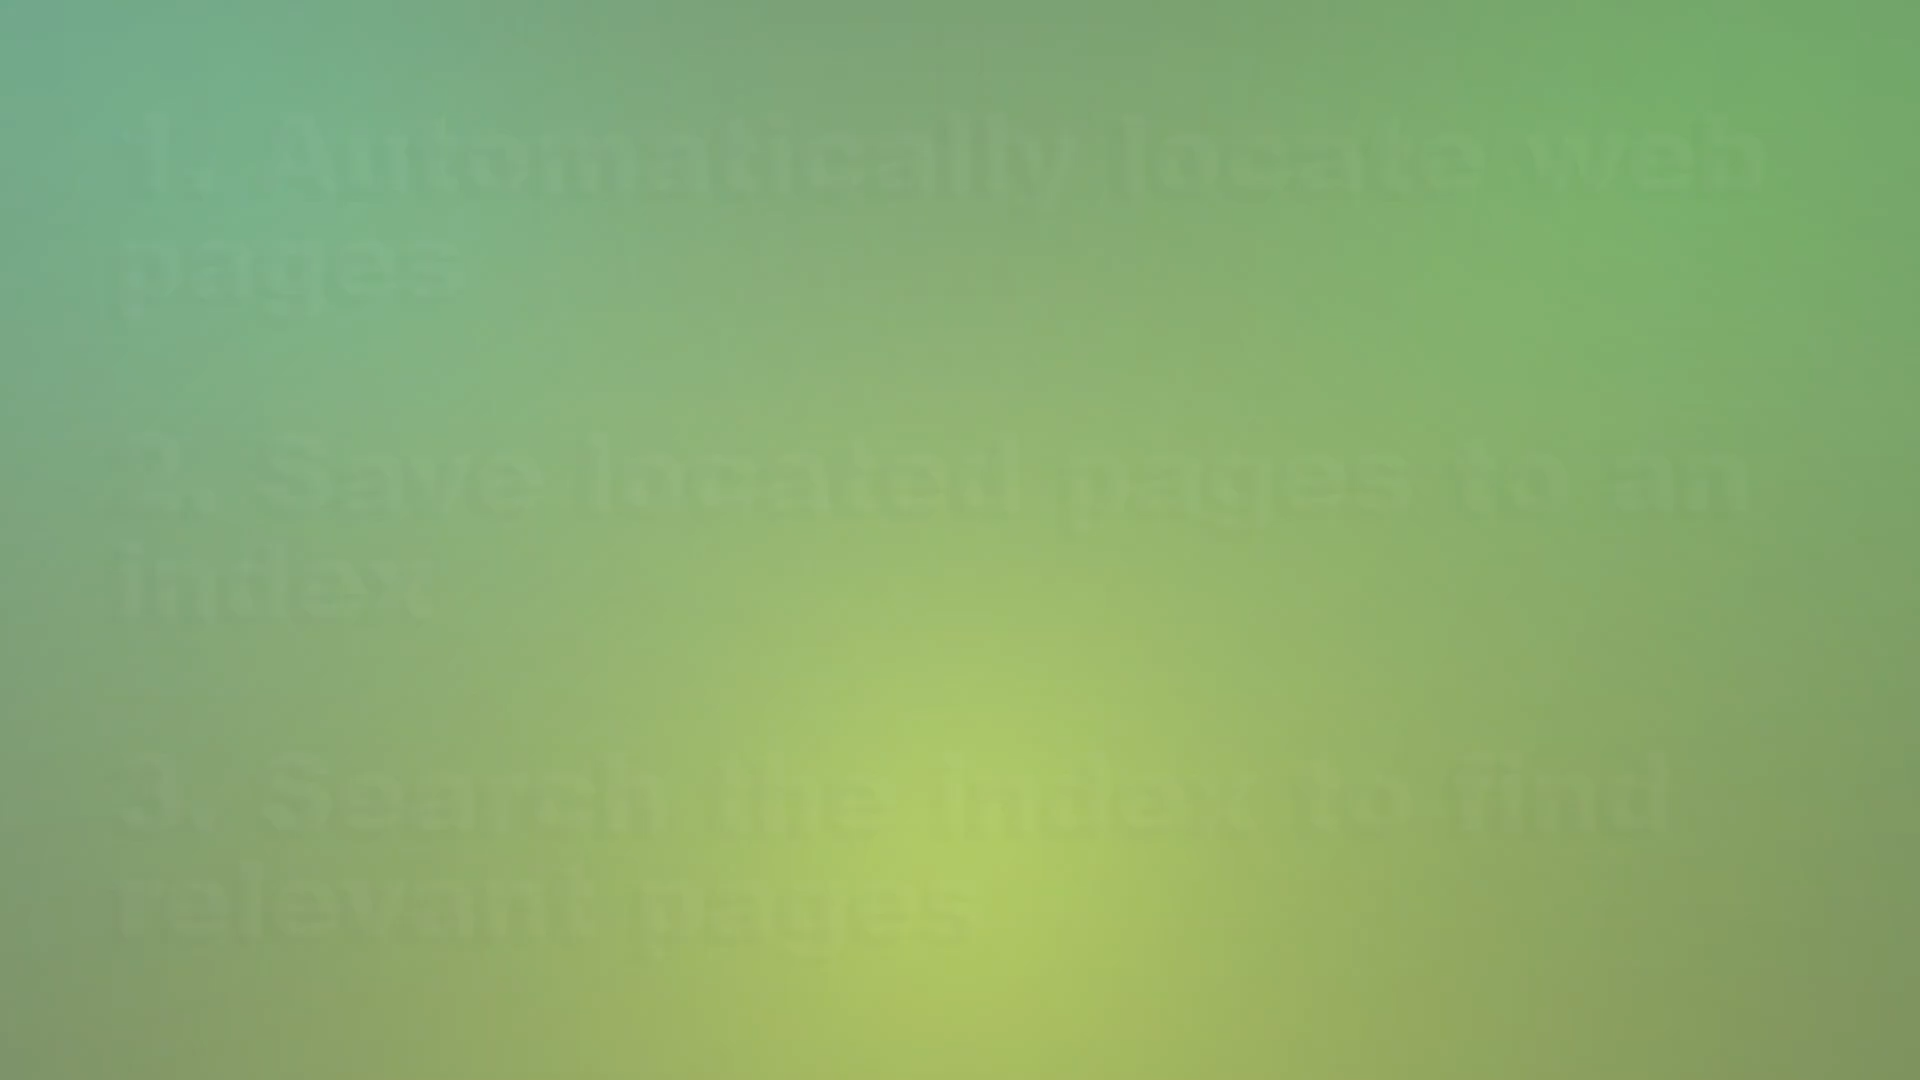 1. Automatically locate web
pages
2. Save located pages to an
index
3. Search the index to find
relevant pages